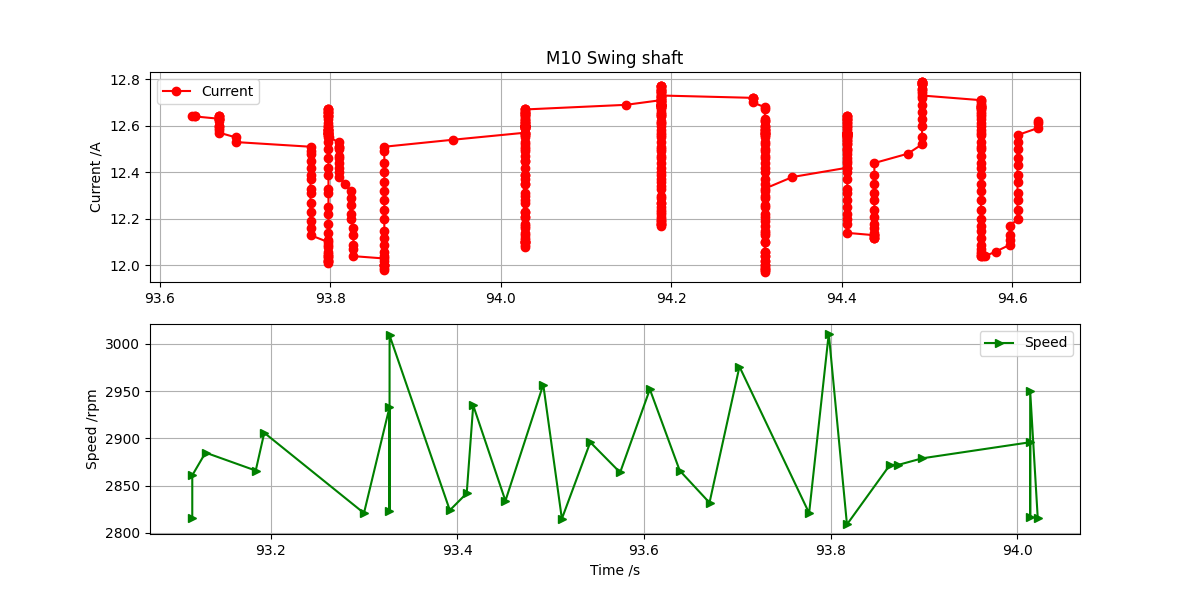 M10 Swing shaft
Current /A
12.8
12.6
12.4
12.2
12.0
Current
93.6 93.8 94.0 94.2 94.4 94.6
Speed /rpm
3000
2950
2900
2850
2800
Speed
93.2 93.4 93.6 93.8 94.0
Time /s